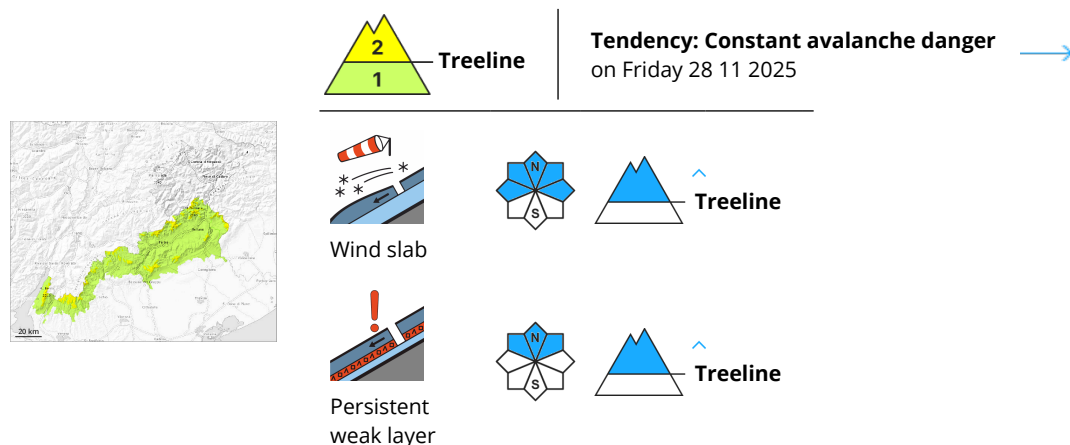 2
Treeline
1
Tendency: Constant avalanche danger
on Friday 28 11 2025
N
S
Treeline
Wind slab
20 km
N
S
Treeline
Persistent
weak layer